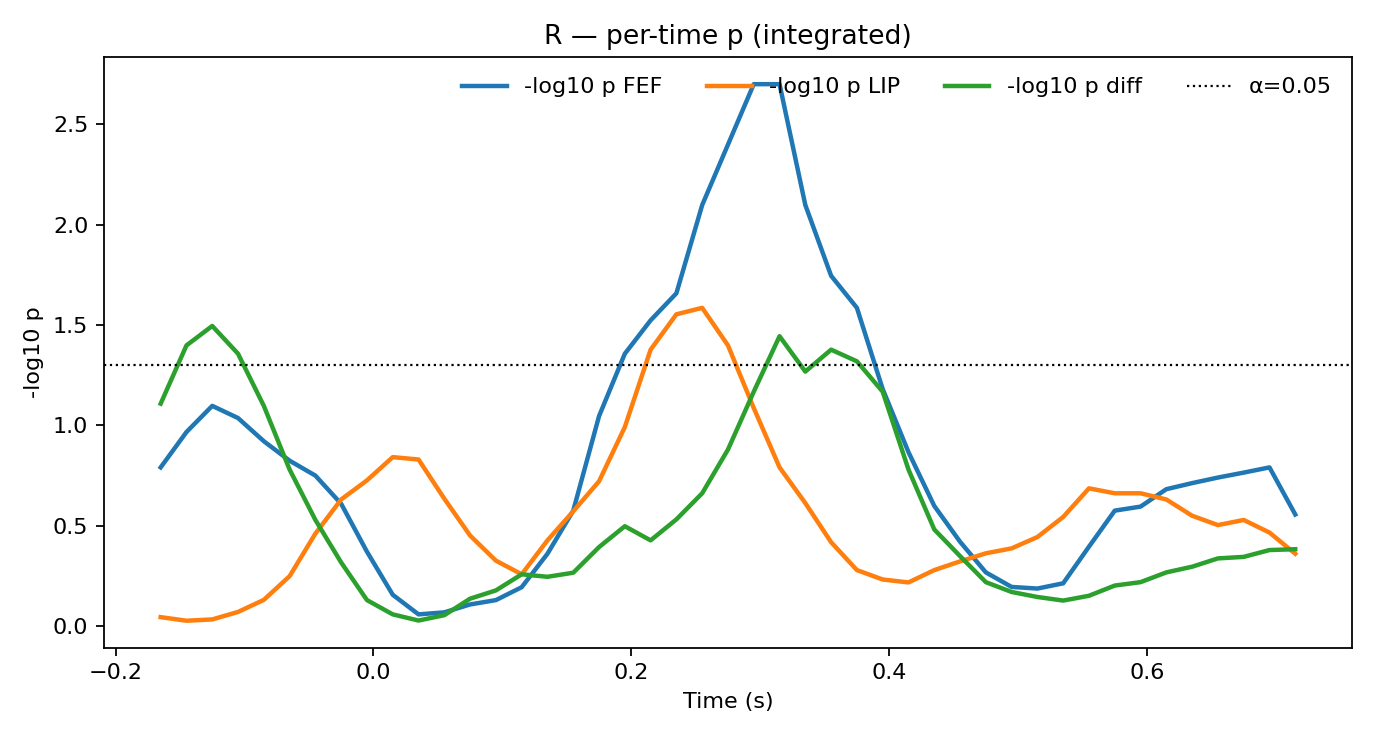 R — per-time p (integrated)
-log10 p FEF -log10 p LIP -log10 p diff α=0.05
2.5
2.0
1.5
1.0
0.5
0.0
-log10 p
−0.2 0.0 0.2 0.4 0.6
Time (s)